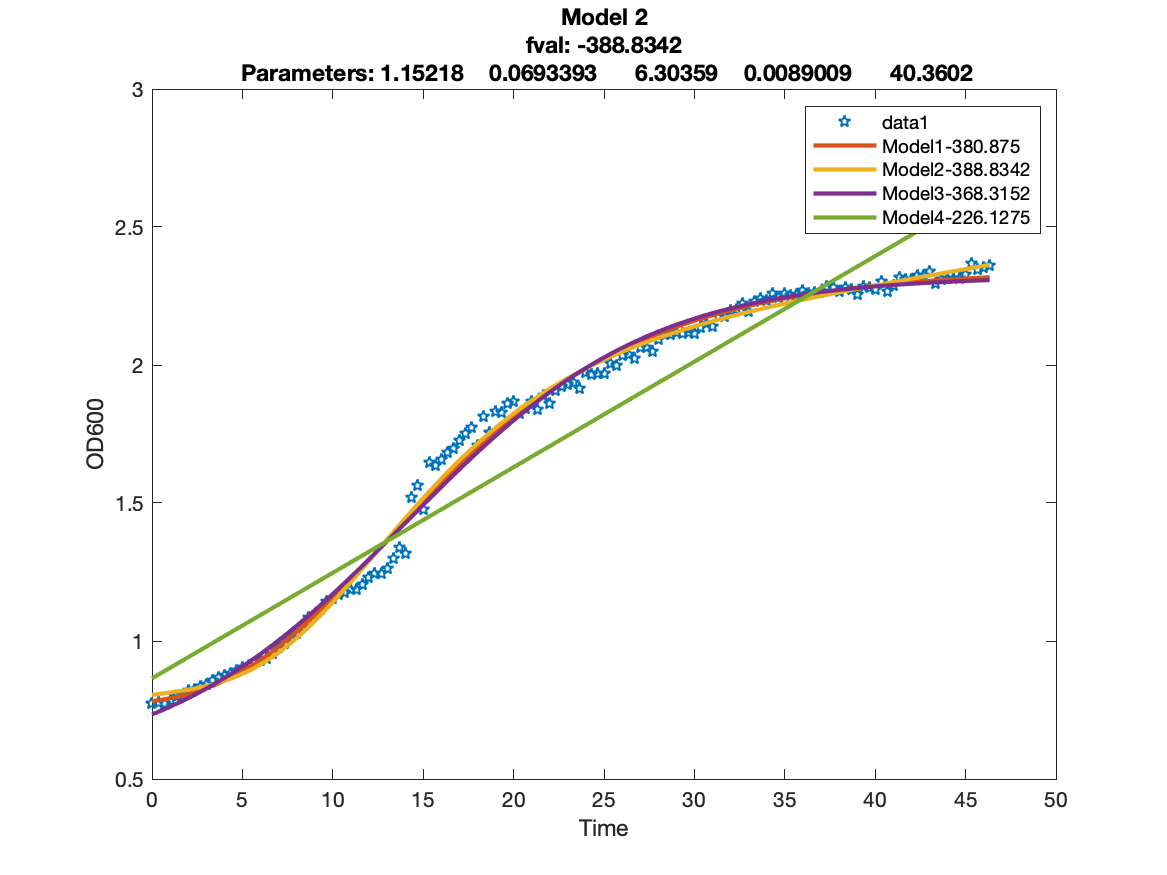 Model 2
fval: -388.8342
Parameters: 1.15218 0.0693393 6.30359 0.0089009 40.3602
3
2.5
2
1.5
1
0.5
OD600
data1
Model1-380.875
Model2-388.8342
Model3-368.3152
Model4-226.1275
0 5 10 15 20 25 30 35 40 45 50
Time